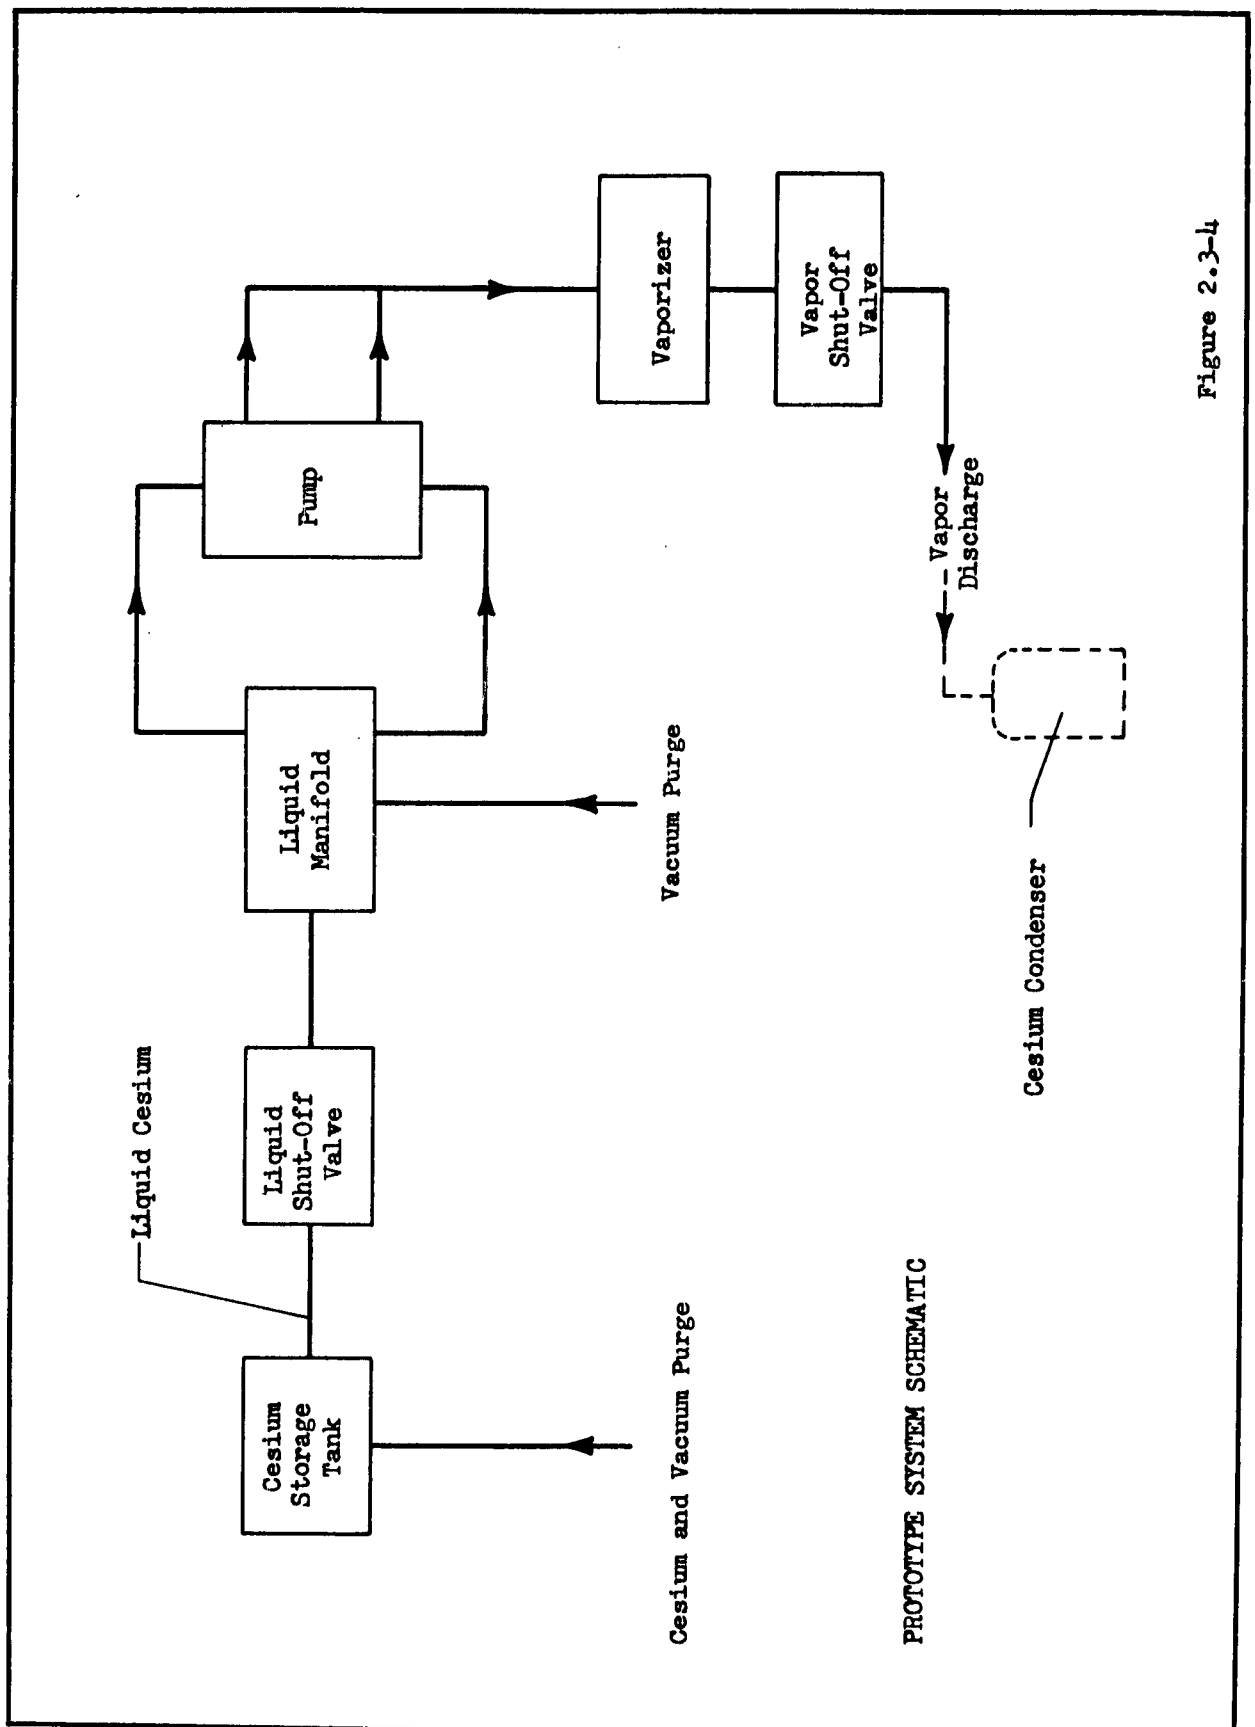 Liquid Cesium
Cesium
Storage
Tank
Liquid
Shut-Off
Valve
Liquid
Manifold
Pump
Cesium and Vacuum Purge
Vacuum Purge
Vaporizer
Vapor
Shut-Off
Valve
Vapor
Discharge
Cesium Condenser
PROTOTYPE SYSTEM SCHEMATIC
Figure 2.3-4